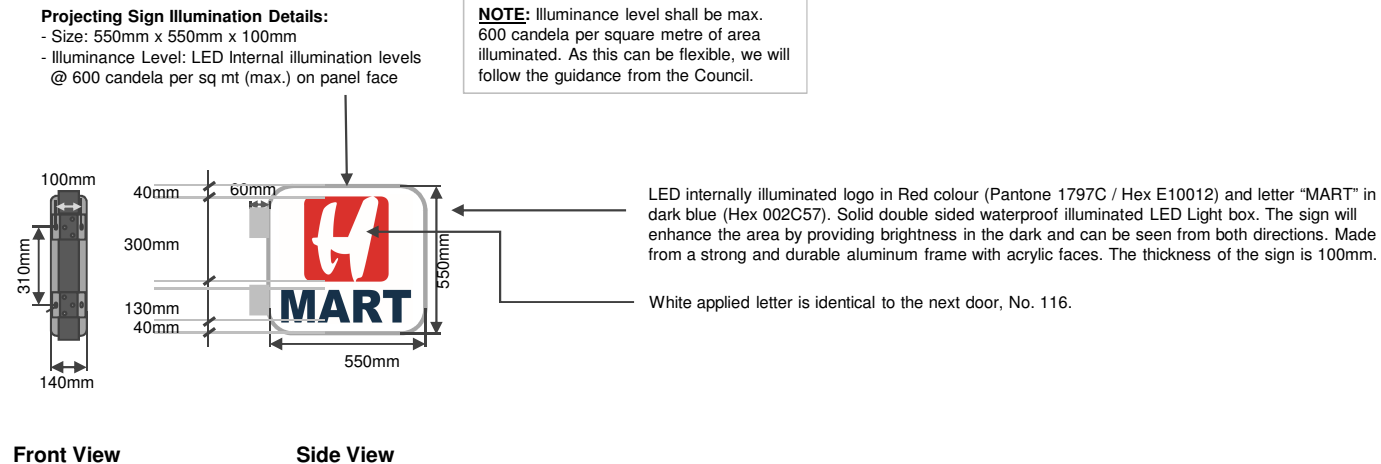 Projecting Sign Illumination Details:
- Size: 550mm x 550mm x 100mm
- Illuminance Level: LED Internal illumination levels
@ 600 candela per sq mt (max.) on panel face
NOTE: Illuminance level shall be max.
600 candela per square metre of area
illuminated. As this can be flexible, we will
follow the guidance from the Council.
100mm
310mm
140mm
40mm
300mm
130mm
40mm
60mm
H
MART
550mm
550mm
LED internally illuminated logo in Red colour (Pantone 1797C / Hex E10012) and letter “MART” in
dark blue (Hex 002C57). Solid double sided waterproof illuminated LED Light box. The sign will
enhance the area by providing brightness in the dark and can be seen from both directions. Made
from a strong and durable aluminum frame with acrylic faces. The thickness of the sign is 100mm.
White applied letter is identical to the next door, No. 116.
Front View
Side View